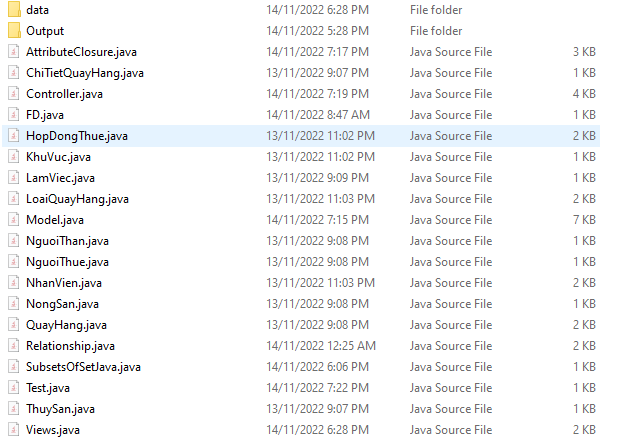 data 14/11/2022 6:28 PM File folder
Output 14/11/2022 5:28 PM File folder
AttributeClosure.java 14/11/2022 7:17 PM Java Source File 3 KB
ChiTietQuayHang.java 13/11/2022 9:07 PM Java Source File 1 KB
Controller.java 14/11/2022 7:19 PM Java Source File 4 KB
FD.java 14/11/2022 8:47 AM Java Source File 1 KB
HopDongThue.java 13/11/2022 11:02 PM Java Source File 2 KB
KhuVuc.java 13/11/2022 11:02 PM Java Source File 1 KB
LamViec.java 13/11/2022 9:09 PM Java Source File 1 KB
LoaiQuayHang.java 13/11/2022 11:03 PM Java Source File 2 KB
Model.java 14/11/2022 7:15 PM Java Source File 7 KB
NguoiThan.java 13/11/2022 9:08 PM Java Source File 1 KB
NguoiThue.java 13/11/2022 9:08 PM Java Source File 1 KB
NhanVien.java 13/11/2022 11:03 PM Java Source File 2 KB
NongSan.java 13/11/2022 9:08 PM Java Source File 1 KB
QuayHang.java 13/11/2022 9:08 PM Java Source File 2 KB
Relationship.java 14/11/2022 12:25 AM Java Source File 2 KB
SubsetsOfSetJava.java 14/11/2022 6:06 PM Java Source File 1 KB
Test.java 14/11/2022 7:22 PM Java Source File 1 KB
ThuySan.java 13/11/2022 9:07 PM Java Source File 1 KB
Views.java 14/11/2022 6:28 PM Java Source File 2 KB